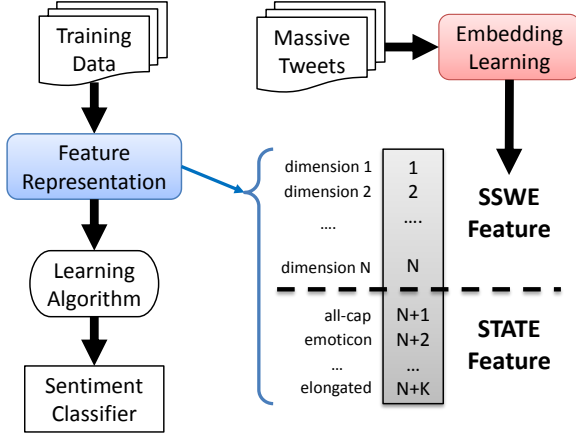 Training
Data
Massive
Tweets
Embedding
Learning
Feature
Representation
Learning
Algorithm
Sentiment
Classifier
dimension 1 1
dimension 2 2
.... ....
dimension N N
all-cap N+1
emoticon N+2
... ...
elongated N+K
SSWE
Feature
STATE
Feature